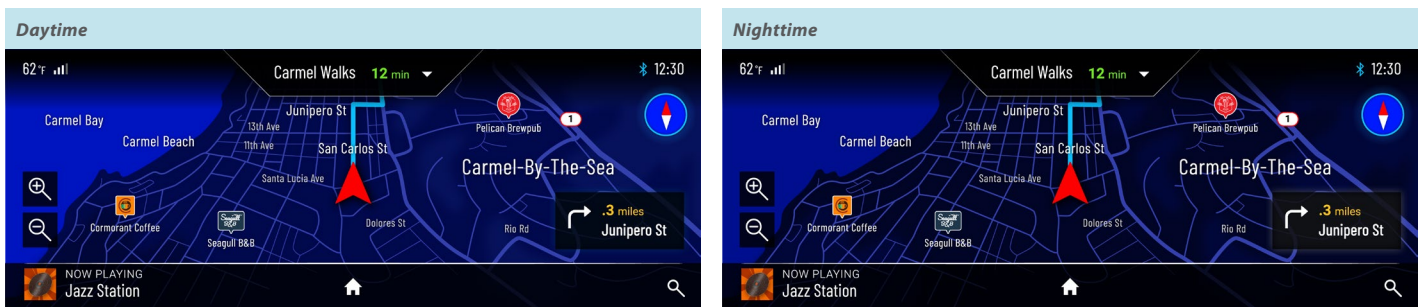 Daytime
62°F
Carmel Walks 12 min
12:30
Junipero St
Carmel Bay
13th Ave
Pelican Brewpub
1
Carmel Beach
11th Ave
San Carlos St
Carmel-By-The-Sea
Santa Lucia Ave
.3 miles
Junipero St
Cormorant Coffee
Seagull B&B
Dolores St
Rio Rd
NOW PLAYING
Jazz Station
Nighttime
62°F
Carmel Walks 12 min
12:30
Junipero St
Carmel Bay
13th Ave
Pelican Brewpub
1
Carmel Beach
11th Ave
San Carlos St
Carmel-By-The-Sea
Santa Lucia Ave
.3 miles
Junipero St
Cormorant Coffee
Seagull B&B
Dolores St
Rio Rd
NOW PLAYING
Jazz Station